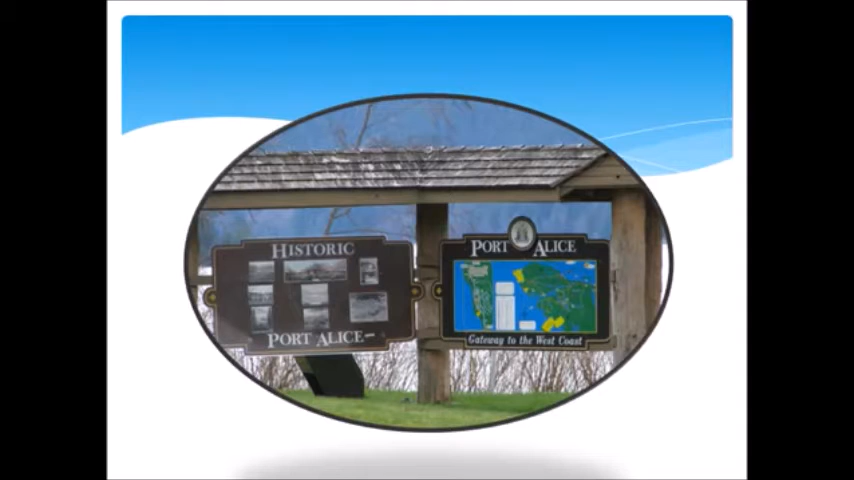 HISTORIC
PORT ALICE
PORT ALICE
Gateway to the West Coast